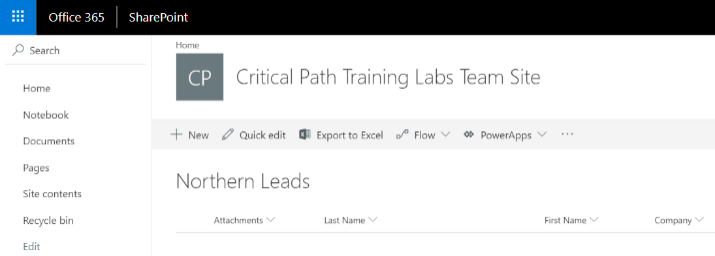 Office 365 SharePoint
Search
Home
Notebook
Documents
Pages
Site contents
Recycle bin
Edit
Home
CP Critical Path Training Labs Team Site
New Quick edit Export to Excel Flow PowerApps ...
Northern Leads
Attachments Last Name First Name Company